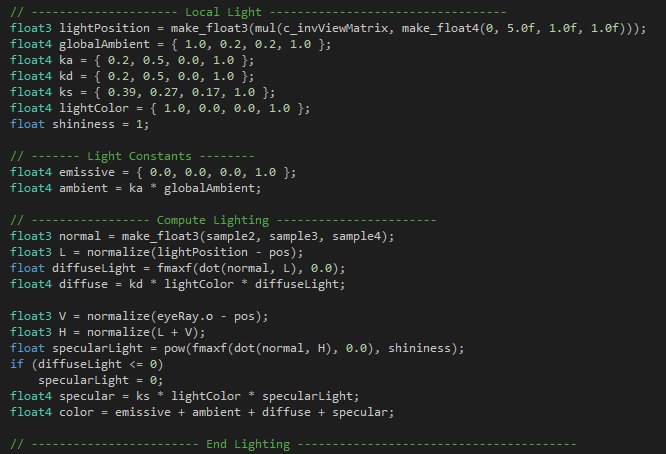 // --------------------- Local Light ----------------------------------
float3 lightPosition = make_float3(mul(c_invViewMatrix, make_float4(0, 5.0f, 1.0f, 1.0f)));
float4 globalAmbient = { 1.0, 0.2, 0.2, 1.0 };
float4 ka = { 0.2, 0.5, 0.0, 1.0 };
float4 kd = { 0.2, 0.5, 0.0, 1.0 };
float4 ks = { 0.39, 0.27, 0.17, 1.0 };
float4 lightColor = { 1.0, 0.0, 0.0, 1.0 };
float shininess = 1;
// ------- Light Constants --------
float4 emissive = { 0.0, 0.0, 0.0, 1.0 };
float4 ambient = ka * globalAmbient;
// ----------------- Compute Lighting -----------------------
float3 normal = make_float3(sample2, sample3, sample4);
float3 L = normalize(lightPosition - pos);
float diffuseLight = fmaxf(dot(normal, L), 0.0);
float4 diffuse = kd * lightColor * diffuseLight;
float3 V = normalize(eyeRay.o - pos);
float3 H = normalize(L + V);
float specularLight = pow(fmaxf(dot(normal, H), 0.0), shininess);
if (diffuseLight <= 0)
    specularLight = 0;
float4 specular = ks * lightColor * specularLight;
float4 color = emissive + ambient + diffuse + specular;
// ------------------------ End Lighting ----------------------------------------